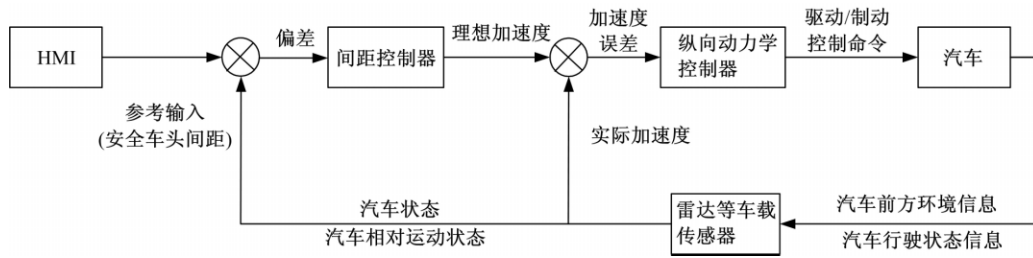 HMI
偏差
间距控制器
理想加速度
加速度
误差
纵向动力学
控制器
驱动/制动
控制命令
汽车
参考输入
(安全车头间距)
实际加速度
汽车状态
汽车相对运动状态
雷达等车载
传感器
汽车前方环境信息
汽车行驶状态信息